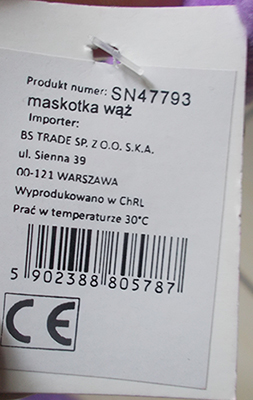 Produkt numer: SN47793
maskotka wąż
Importer:
BS TRADE SP. Z O.O. S.K.A.
ul. Sienna 39
00-121 WARSZAWA
Wyprodukowano w ChRL
Prać w temperaturze 30°C
5 902388 805787
CE